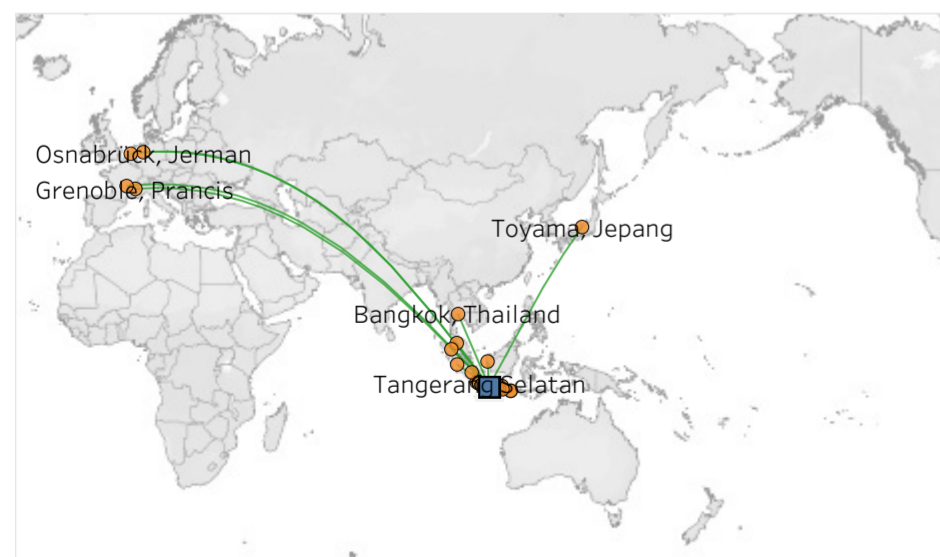 Osnabrück, Jerman
Grenoble, Prancis
Toyama, Jepang
Bangkok, Thailand
Tangerang Selatan